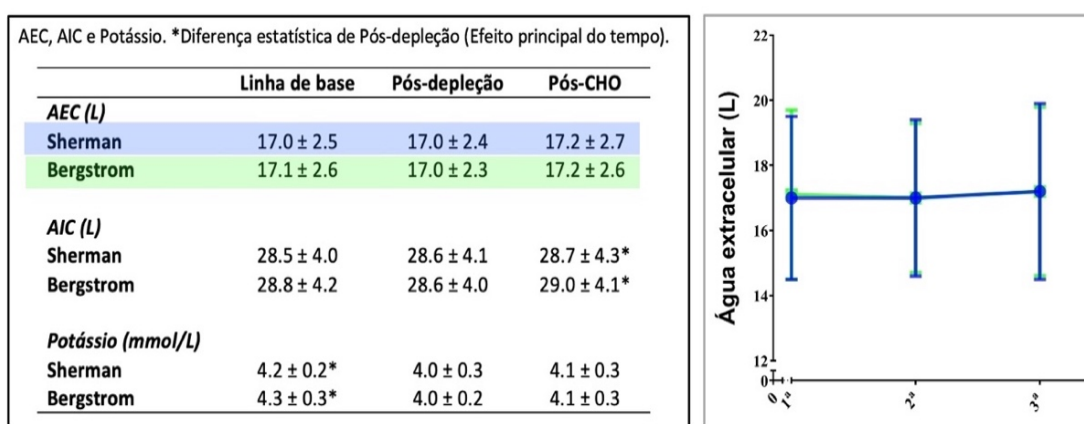 AEC, AIC e Potássio. *Diferença estatística de Pós-depleção (Efeito principal do tempo).
Linha de base Pós-depleção Pós-CHO
AEC (L)
Sherman 17.0 ± 2.5 17.0 ± 2.4 17.2 ± 2.7
Bergstrom 17.1 ± 2.6 17.0 ± 2.3 17.2 ± 2.6
AIC (L)
Sherman 28.5 ± 4.0 28.6 ± 4.1 28.7 ± 4.3*
Bergstrom 28.8 ± 4.2 28.6 ± 4.0 29.0 ± 4.1*
Potássio (mmol/L)
Sherman 4.2 ± 0.2* 4.0 ± 0.3 4.1 ± 0.3
Bergstrom 4.3 ± 0.3* 4.0 ± 0.2 4.1 ± 0.3
Água extracelular (L)
22
20
18
16
14
12
0
0 1ª 2ª 3ª